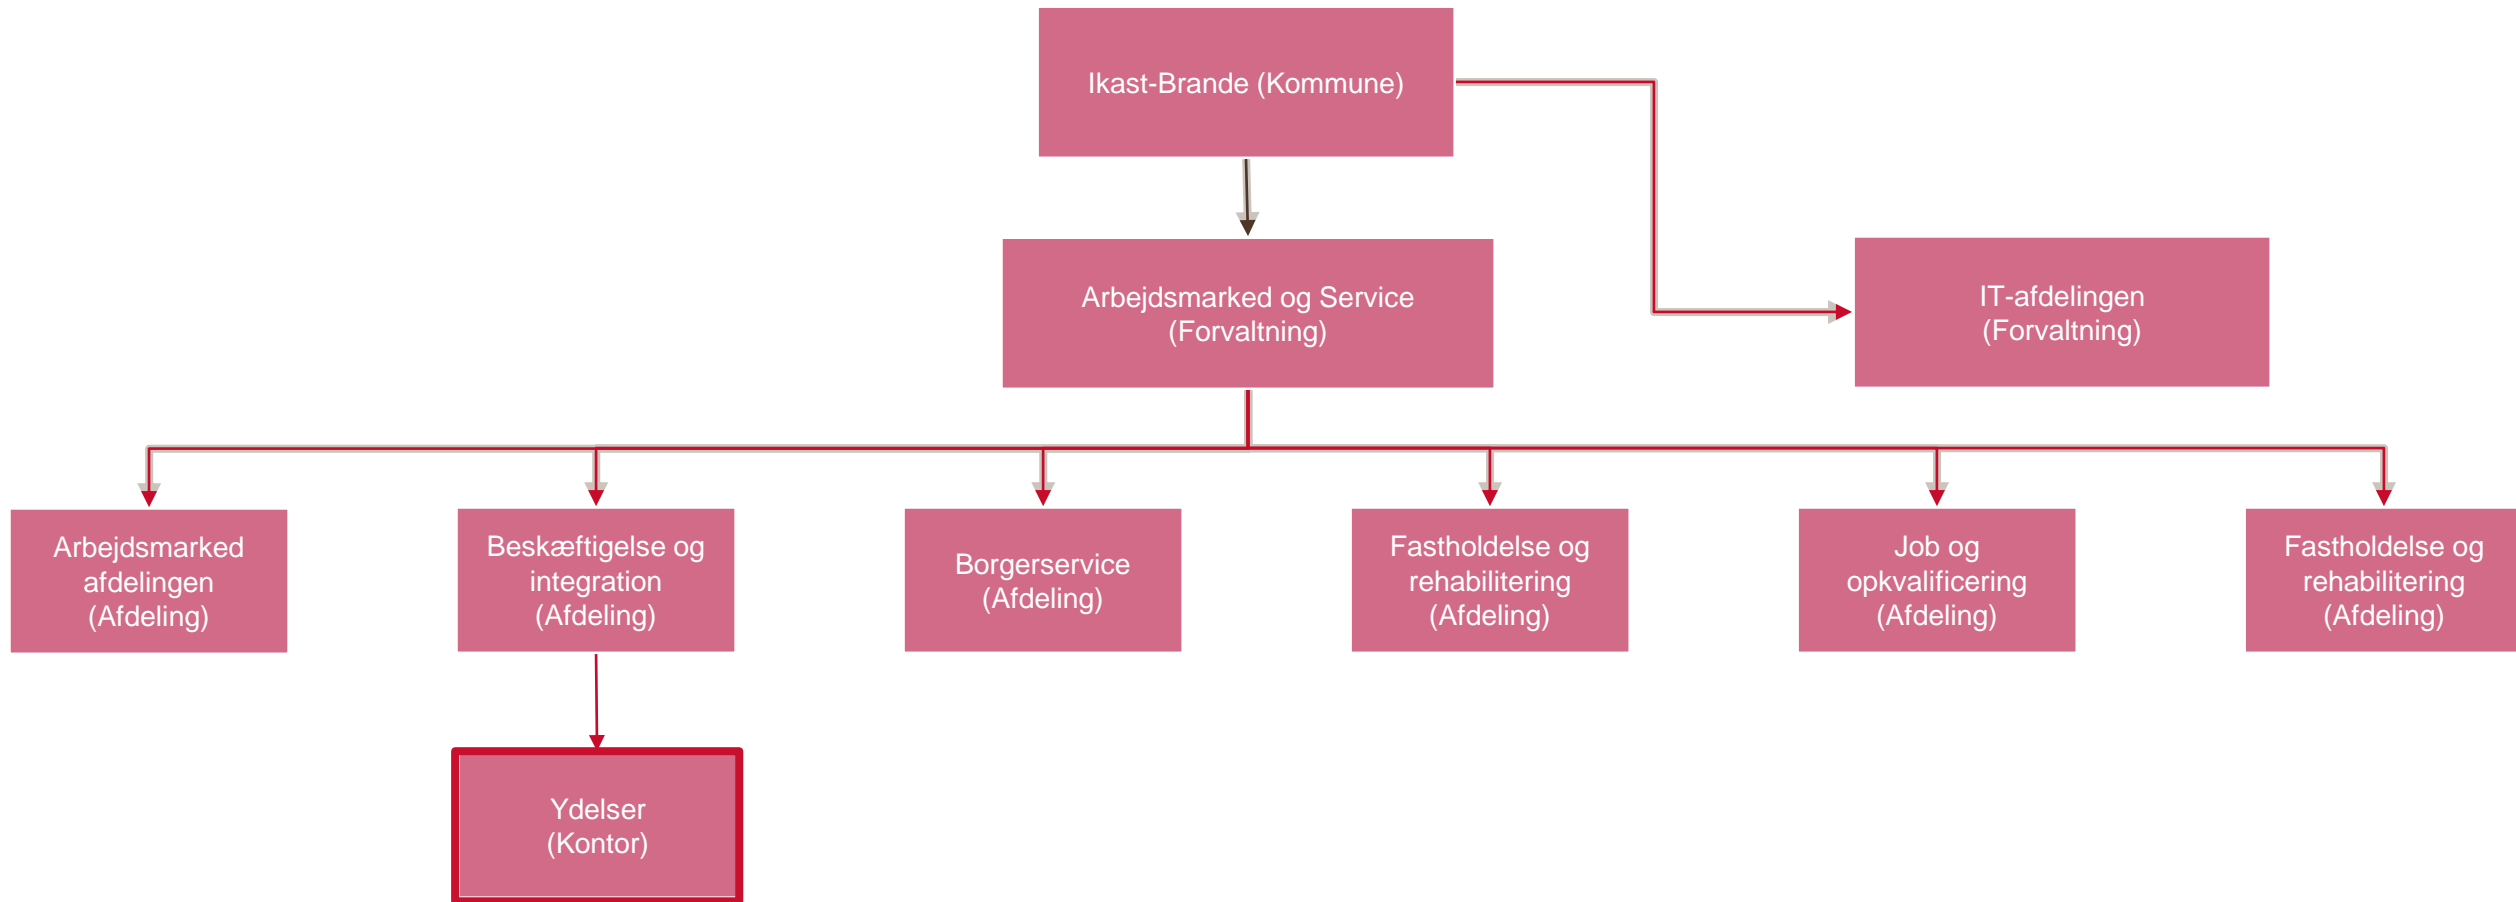 Ikast-Brande (Kommune)
Arbejdsmarked og Service
(Forvaltning)
IT-afdelingen
(Forvaltning)
Arbejdsmarked
afdelingen
(Afdeling)
Beskæftigelse og
integration
(Afdeling)
Borgerservice
(Afdeling)
Fastholdelse og
rehabilitering
(Afdeling)
Job og
opkvalificering
(Afdeling)
Fastholdelse og
rehabilitering
(Afdeling)
Ydelser
(Kontor)